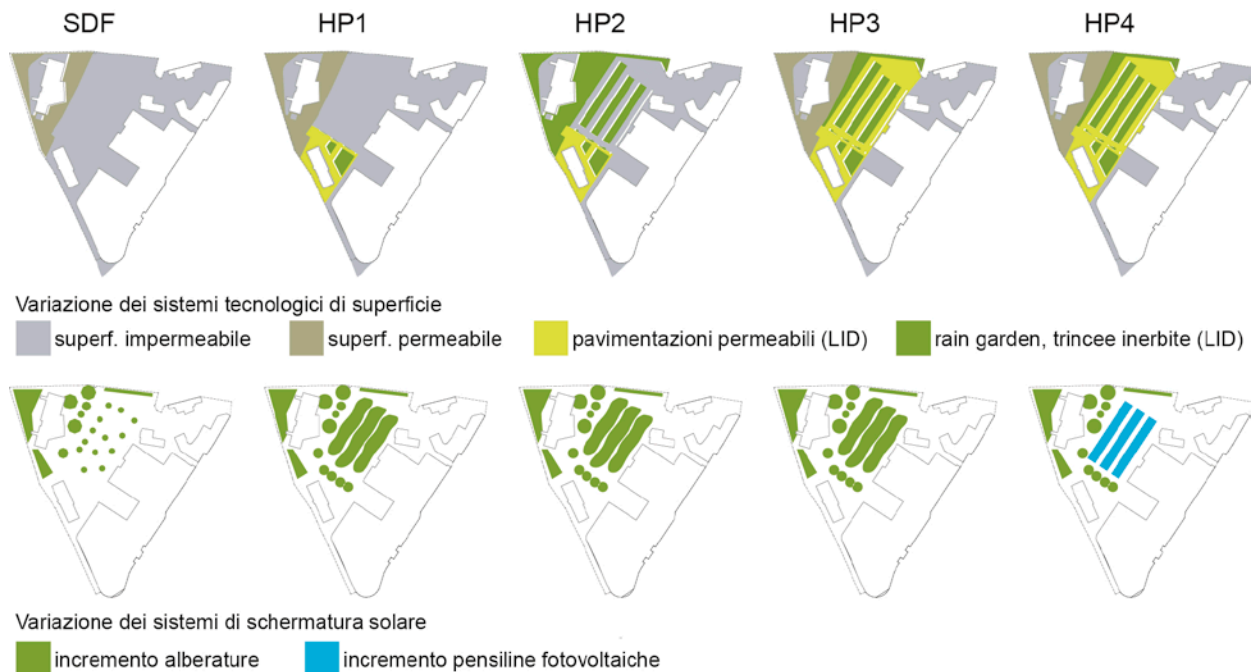 SDF HP1 HP2 HP3 HP4
Variazione dei sistemi tecnologici di superficie
superf. impermeabile superf. permeabile pavimentazioni permeabili (LID) rain garden, trincee inerbite (LID)
Variazione dei sistemi di schermatura solare
incremento alberature incremento pensiline fotovoltaiche